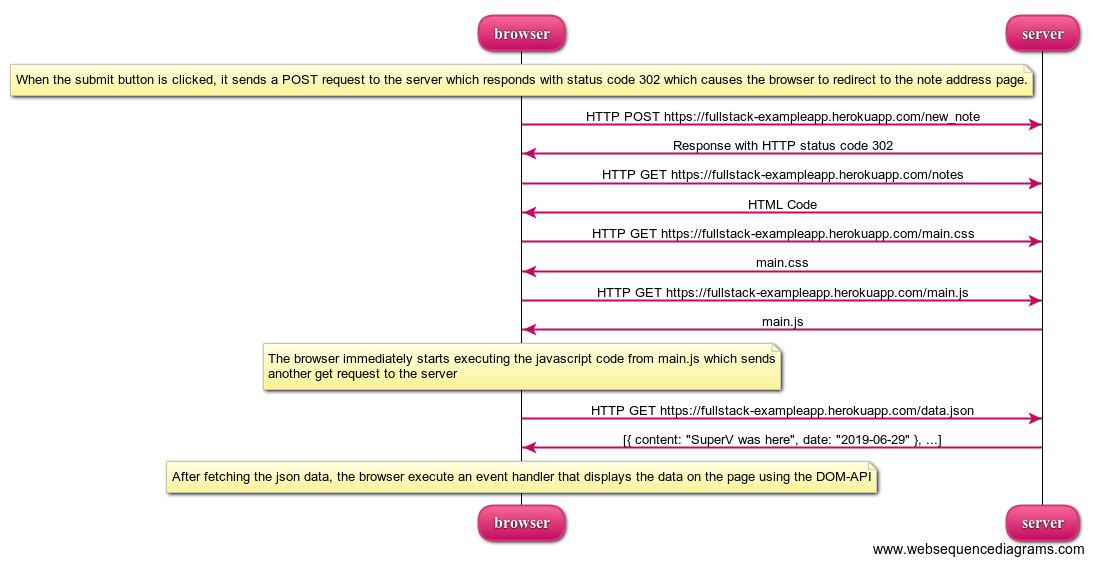 browser
server
When the submit button is clicked, it sends a POST request to the server which responds with status code 302 which causes the browser to redirect to the note address page.
HTTP POST https://fullstack-exampleapp.herokuapp.com/new_note
Response with HTTP status code 302
HTTP GET https://fullstack-exampleapp.herokuapp.com/notes
HTML Code
HTTP GET https://fullstack-exampleapp.herokuapp.com/main.css
main.css
HTTP GET https://fullstack-exampleapp.herokuapp.com/main.js
main.js
The browser immediately starts executing the javascript code from main.js which sends
another get request to the server
HTTP GET https://fullstack-exampleapp.herokuapp.com/data.json
[{ content: "SuperV was here", date: "2019-06-29" }, ...]
After fetching the json data, the browser execute an event handler that displays the data on the page using the DOM-API
browser
server
www.websequencediagrams.com